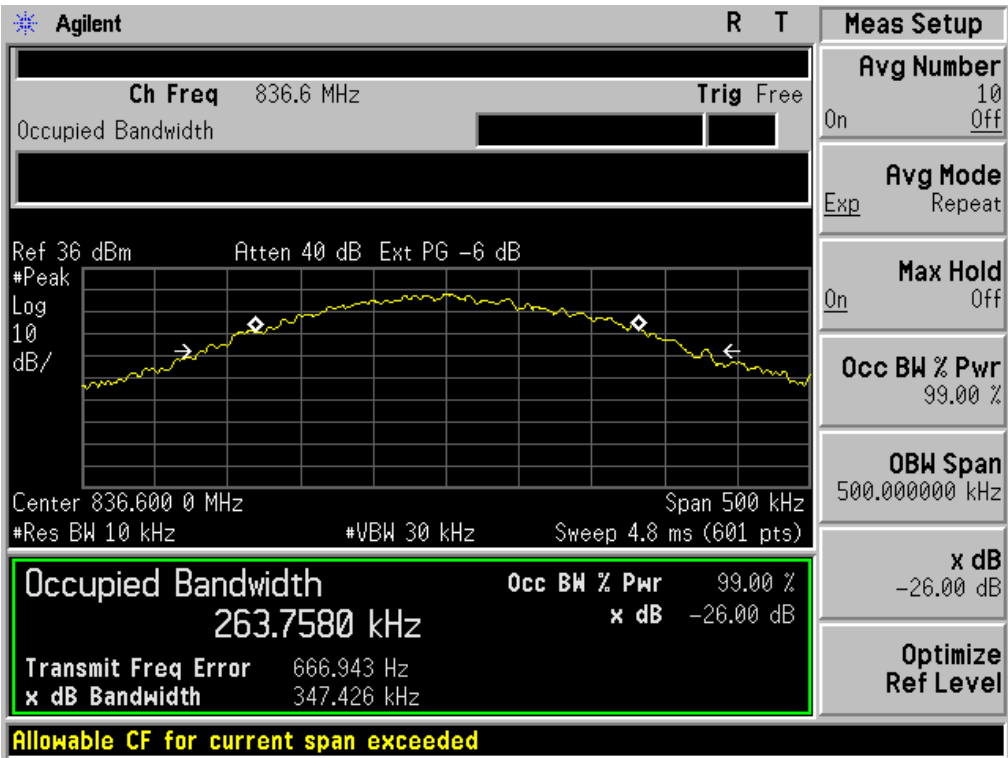 Agilent R T
Ch Freq 836.6 MHz Trig Free
Occupied Bandwidth
Ref 36 dBm Atten 40 dB Ext PG -6 dB
#Peak
Log
10
dB/
Center 836.600 0 MHz Span 500 kHz
#Res BW 10 kHz #VBW 30 kHz Sweep 4.8 ms (601 pts)
Occupied Bandwidth Occ BW % Pwr 99.00 %
263.7580 kHz x dB -26.00 dB
Transmit Freq Error 666.943 Hz
x dB Bandwidth 347.426 kHz
Allowable CF for current span exceeded
Meas Setup
Avg Number
10
On Off
Avg Mode
Exp Repeat
Max Hold
On Off
Occ BW % Pwr
99.00 %
OBW Span
500.000000 kHz
x dB
-26.00 dB
Optimize
Ref Level